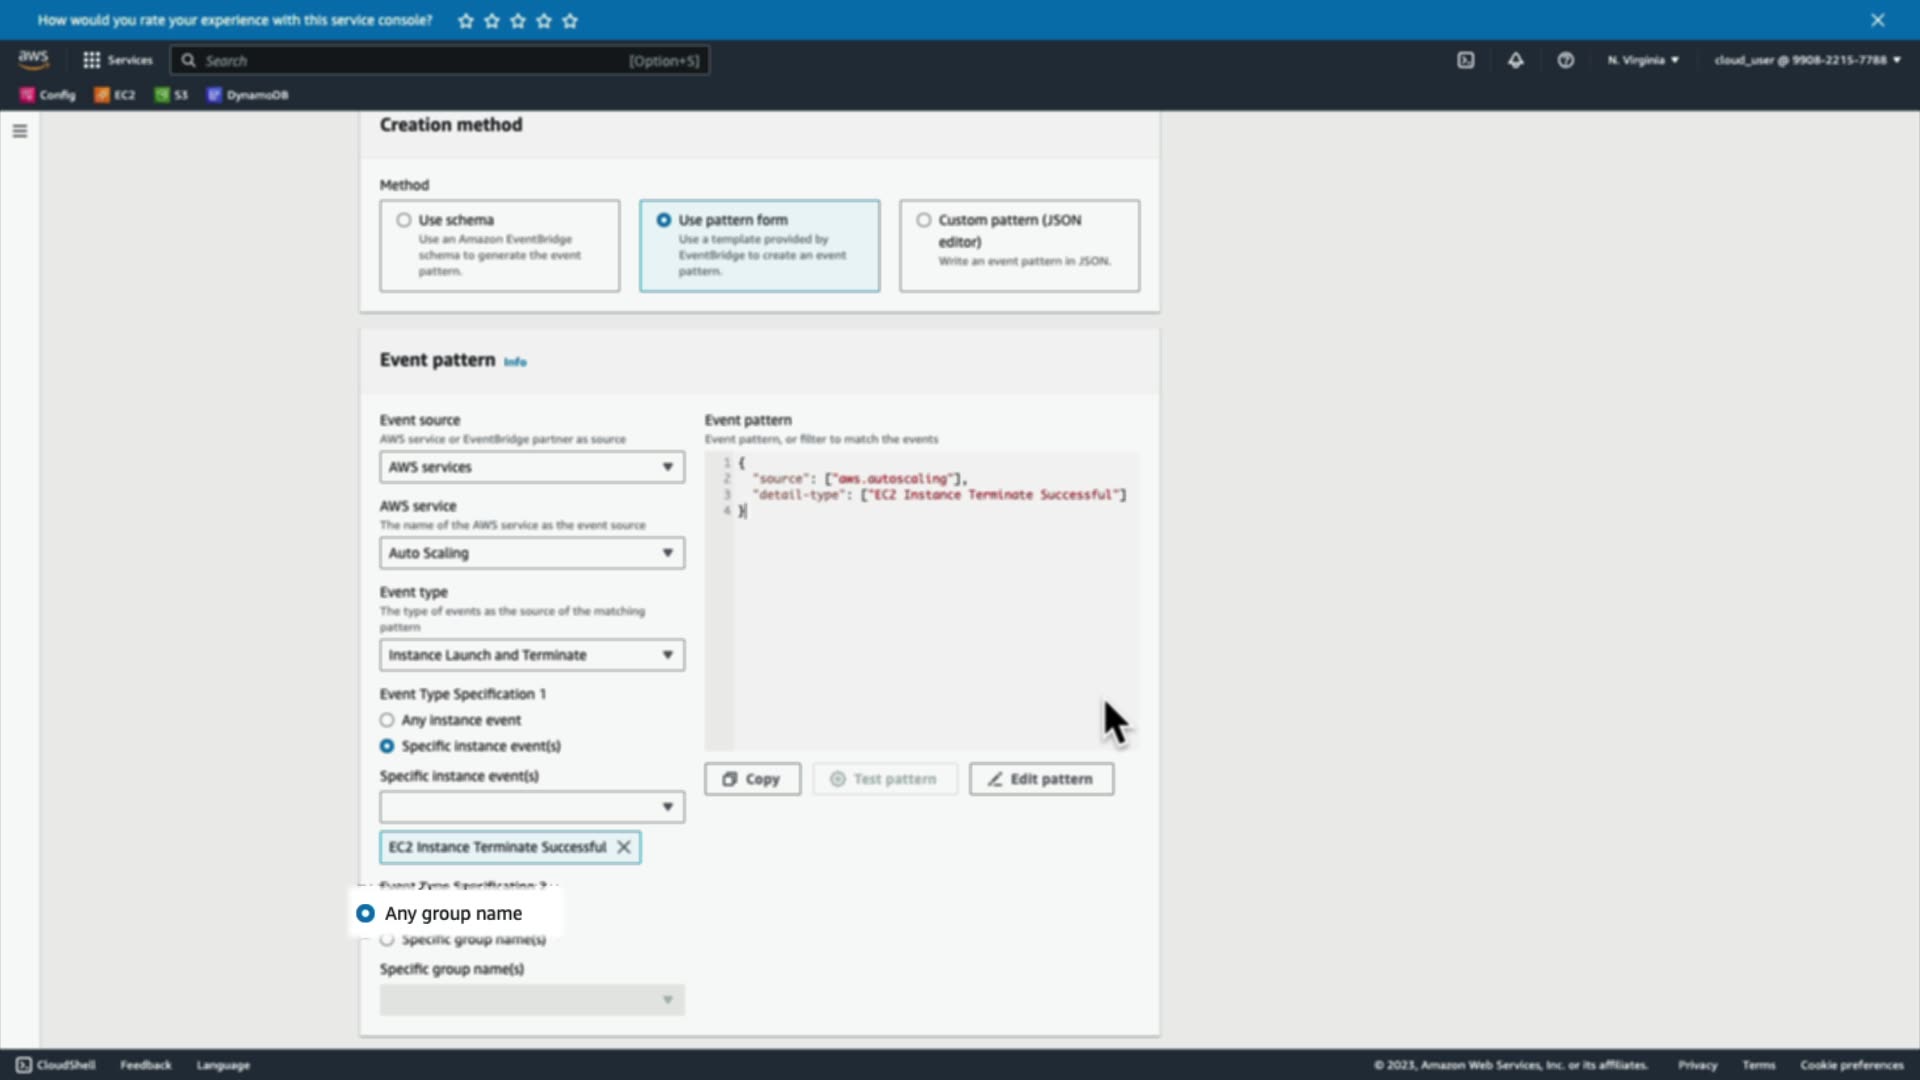 How would you rate your experience with this service console?
aws
Services
Search
[Option+S]
N. Virginia ▼
cloud_user @ 9908-2215-7788 ▼
Config
EC2
S3
DynamoDB
Creation method
Method
Use schema
Use an Amazon EventBridge
schema to generate the event
pattern.
Use pattern form
Use a template provided by
EventBridge to create an event
pattern.
Custom pattern (JSON
editor)
Write an event pattern in JSON.
Event pattern Info
Event source
AWS service or EventBridge partner as source
AWS services
AWS service
The name of the AWS service as the event source
Auto Scaling
Event type
The type of events as the source of the matching
pattern
Instance Launch and Terminate
Event Type Specification 1
Any instance event
Specific instance event(s)
Specific instance event(s)
EC2 Instance Terminate Successful
Event Type Specification 2
Any group name
Specific group name(s)
Specific group name(s)
Event pattern
Event pattern, or filter to match the events
1 {
2 "source": ["aws.autoscaling"],
3 "detail-type": ["EC2 Instance Terminate Successful"]
4 }
Copy
Test pattern
Edit pattern
CloudShell
Feedback
Language
© 2023, Amazon Web Services, Inc. or its affiliates.
Privacy
Terms
Cookie preferences